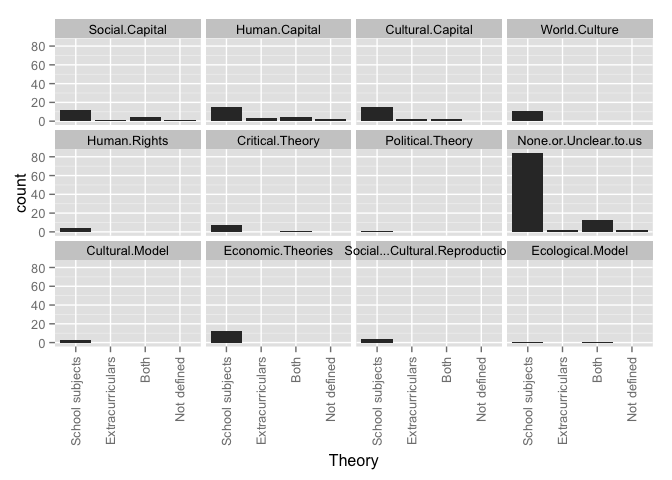 Social.Capital Human.Capital Cultural.Capital World.Culture
80
60
40
20
0
Human.Rights Critical.Theory Political.Theory None.or.Unclear.to.us
80
60
40
20
0
count
Cultural.Model Economic.Theories Social...Cultural.Reproductio Ecological.Model
80
60
40
20
0
School subjects Extracurriculars Both Not defined School subjects Extracurriculars Both Not defined School subjects Extracurriculars Both Not defined School subjects Extracurriculars Both Not defined
Theory